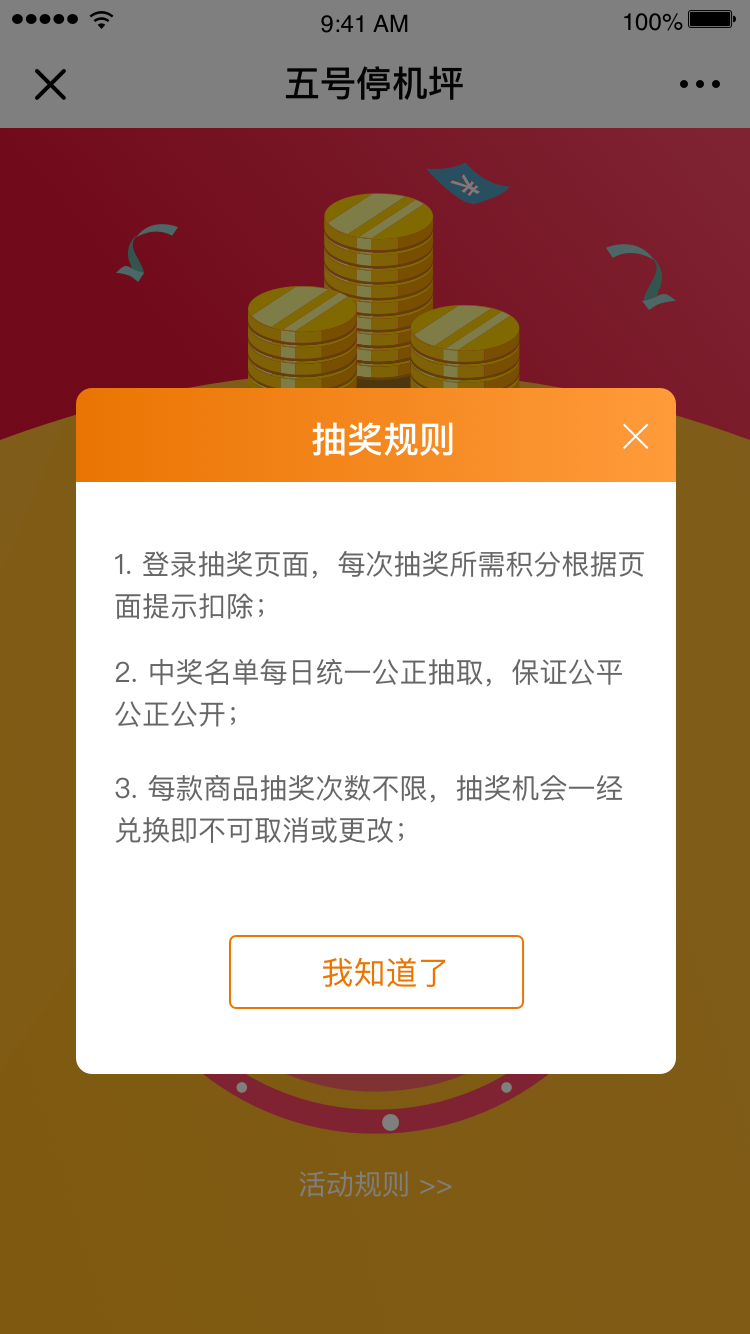 9:41 AM
100%
五号停机坪
抽奖规则
1. 登录抽奖页面，每次抽奖所需积分根据页
面提示扣除；
2. 中奖名单每日统一公正抽取，保证公平
公正公开；
3. 每款商品抽奖次数不限，抽奖机会一经
兑换即不可取消或更改；
我知道了
活动规则 >>